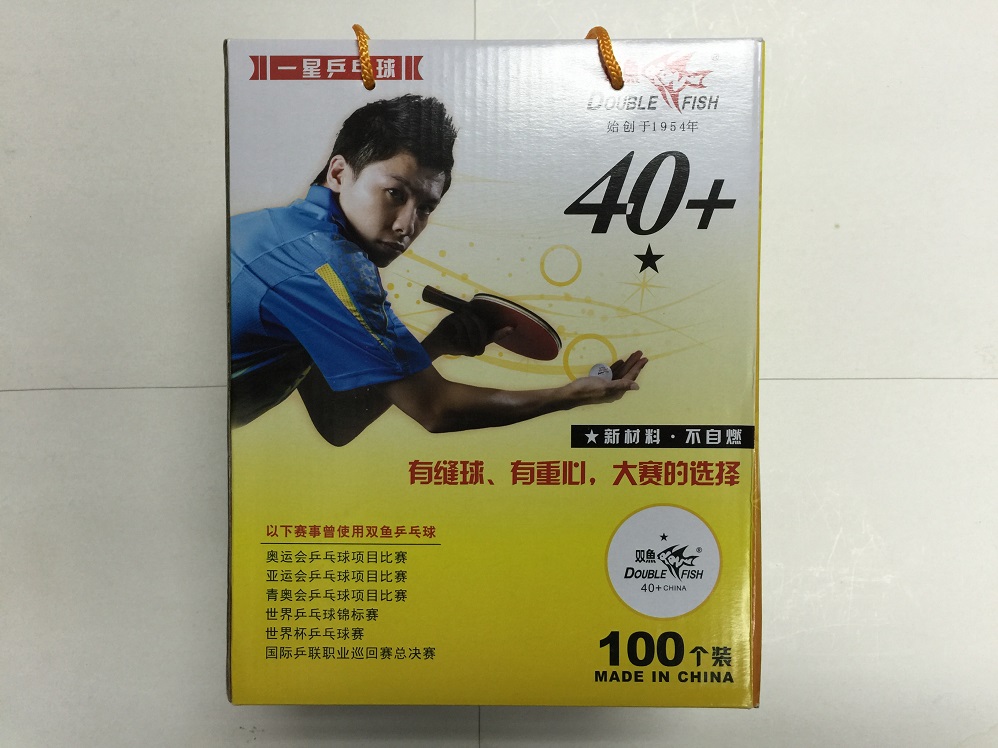 一星乒乓球
双魚
DOUBLE FISH
®
始创于1954年
40+
★
★新材料·不自燃
有缝球、有重心，大赛的选择
以下赛事曾使用双鱼乒乓球
奥运会乒乓球项目比赛
亚运会乒乓球项目比赛
青奥会乒乓球项目比赛
世界乒乓球锦标赛
世界杯乒乓球赛
国际乒联职业巡回赛总决赛
★
双魚 ®
DOUBLE FISH
40+ CHINA
100个装
MADE IN CHINA